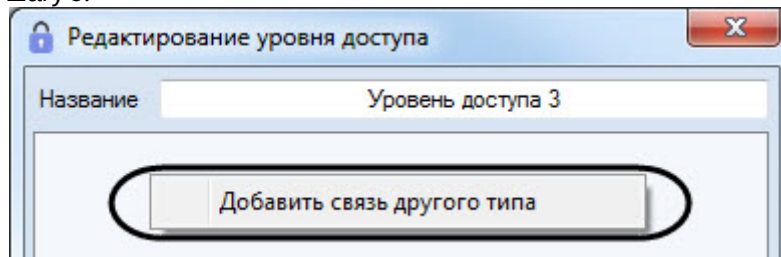 Редактирование уровня доступа
Название Уровень доступа 3
Добавить связь другого типа